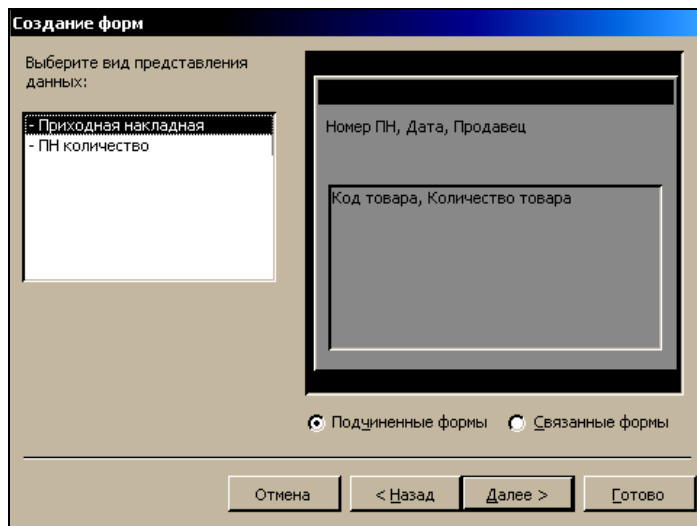 Создание форм
Выберите вид представления
данных:
- Приходная накладная
- ПН количество
Номер ПН, Дата, Продавец
Код товара, Количество товара
Подчиненные формы
Связанные формы
Отмена
< Назад
Далее >
Готово